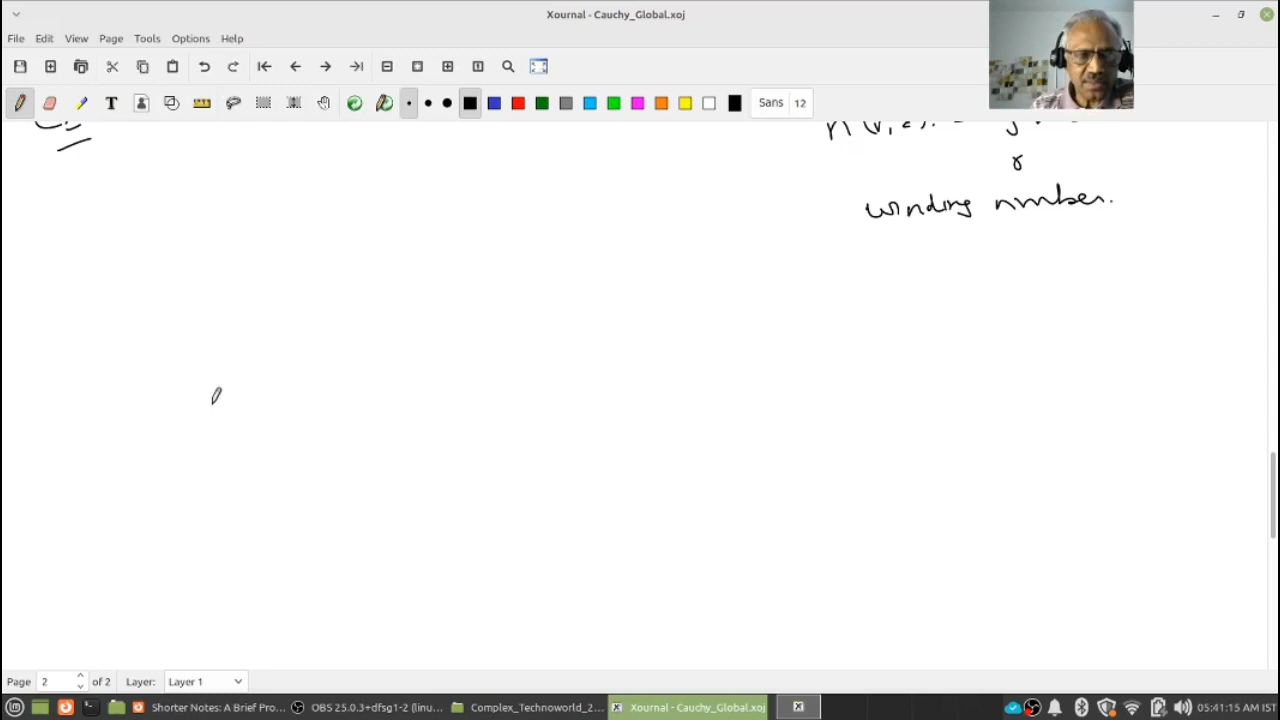 Xournal - Cauchy_Global.xoj
File Edit View Page Tools Options Help
Sans 12
γ
winding number.
Page 2 of 2 Layer: Layer 1
Shorter Notes: A Brief Pro... OBS 25.0.3+dfsg1-2 (linu... Complex_Technoworld_2... Xournal - Cauchy_Global.xoj 05:41:15 AM IST